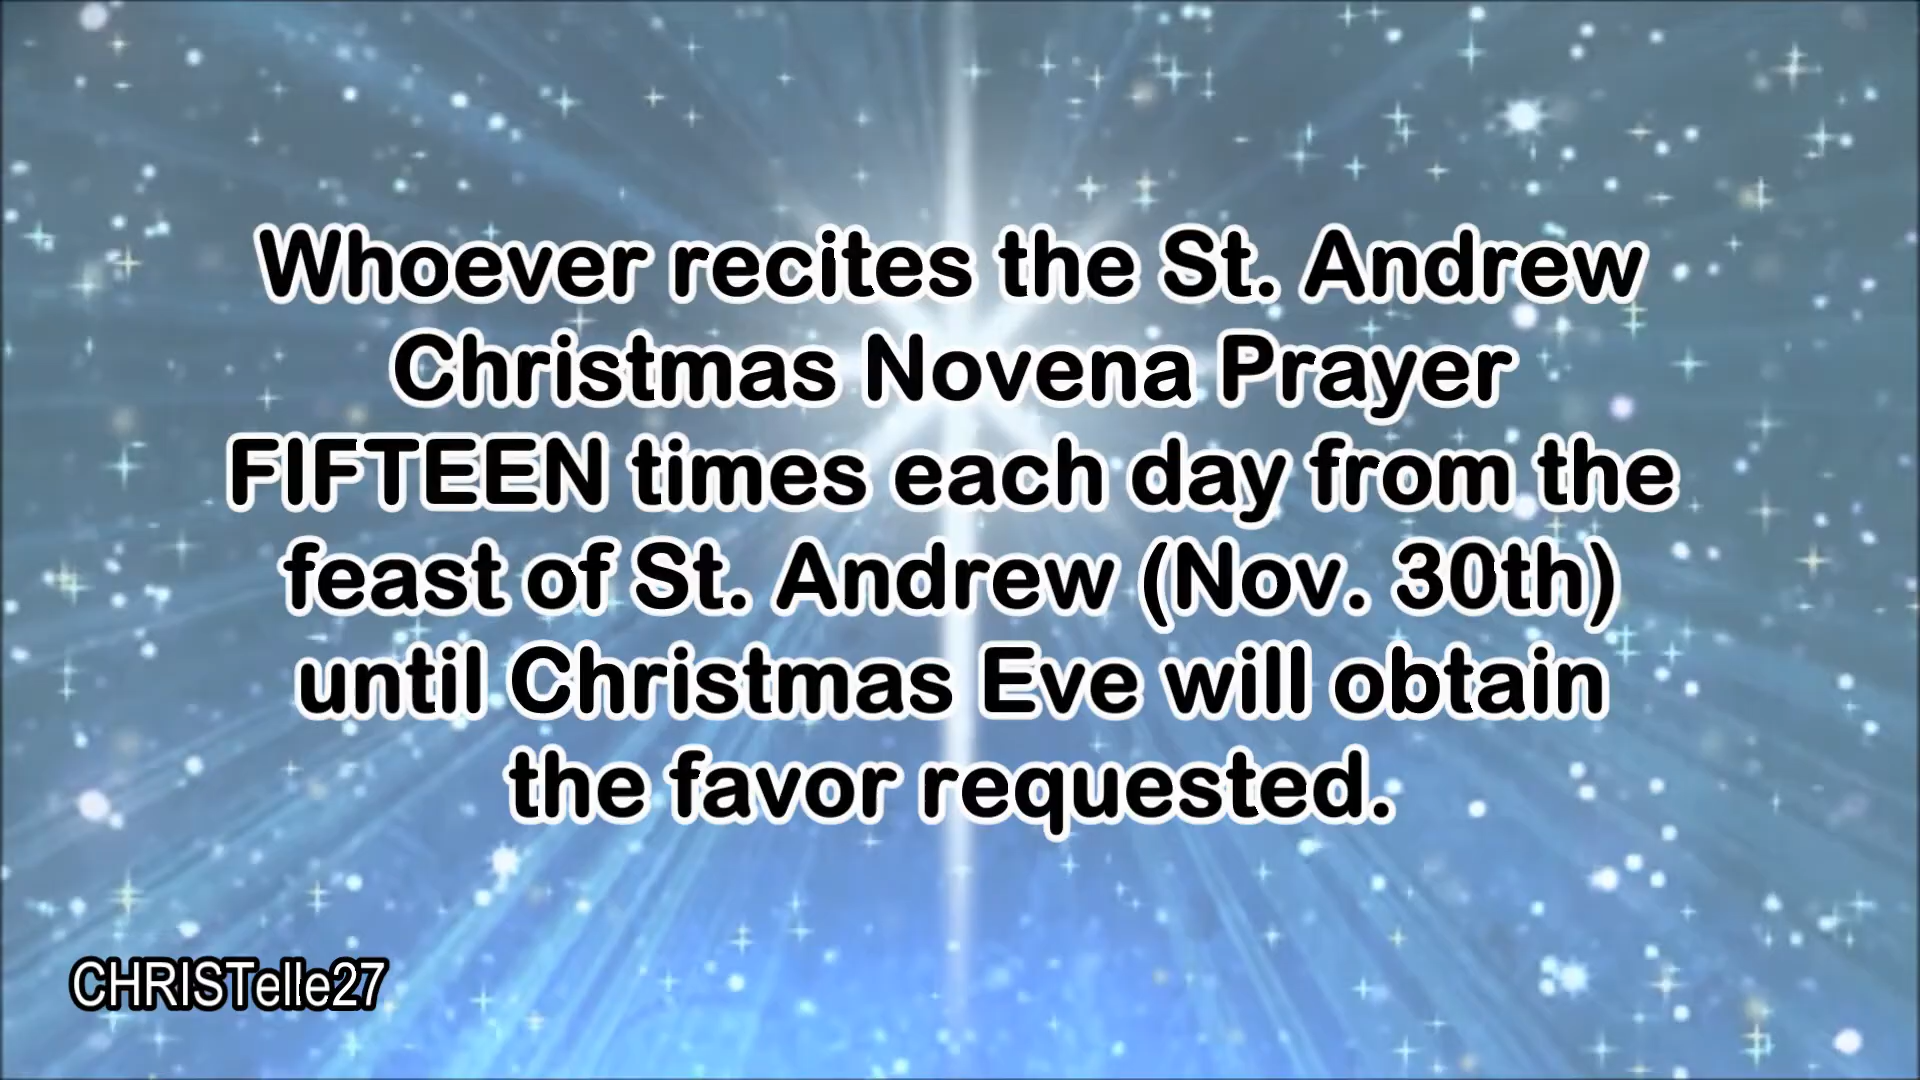 Whoever recites the St. Andrew
Christmas Novena Prayer
FIFTEEN times each day from the
feast of St. Andrew (Nov. 30th)
until Christmas Eve will obtain
the favor requested.
CHRISTelle27